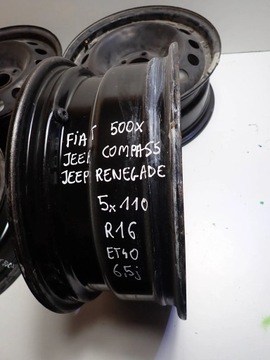 FiAT 500X
JEEP COMPASS
JEEP RENEGADE
5x110
R16
ET40
6,5j